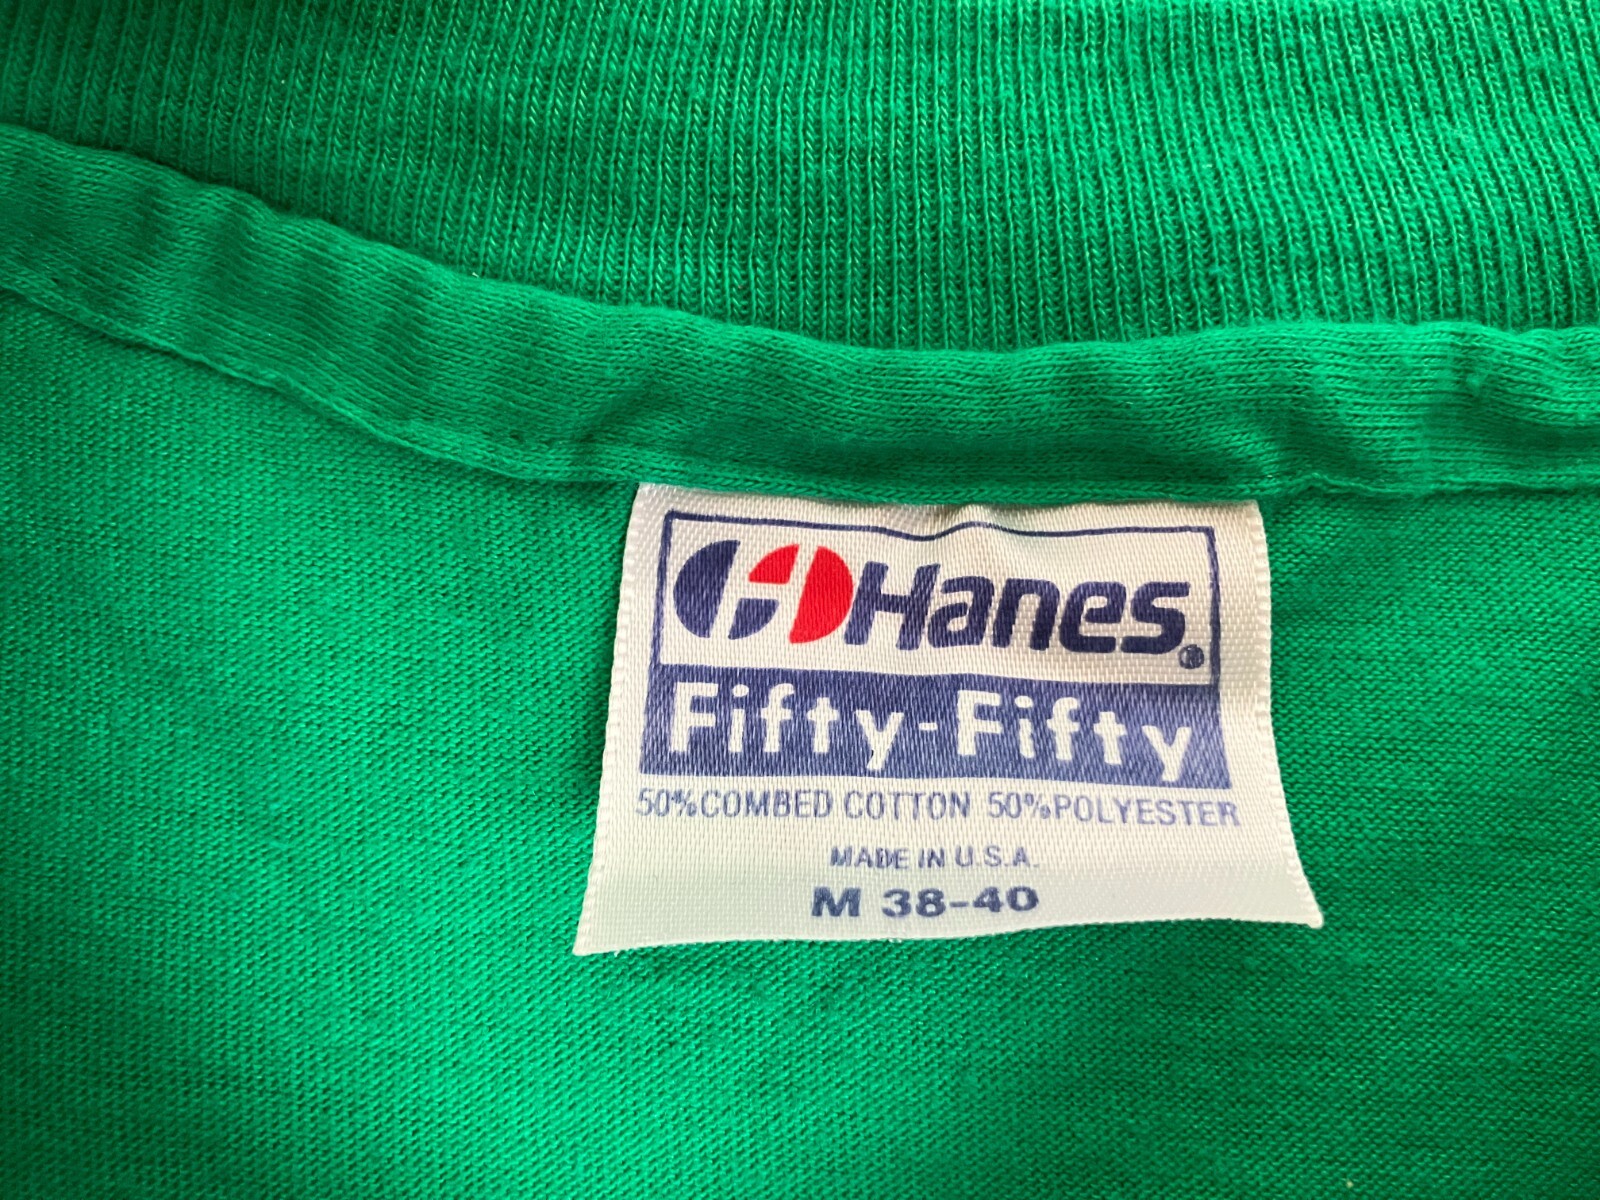 Hanes®
Fifty-Fifty
50%COMBED COTTON 50%POLYESTER
MADE IN U.S.A.
M 38-40